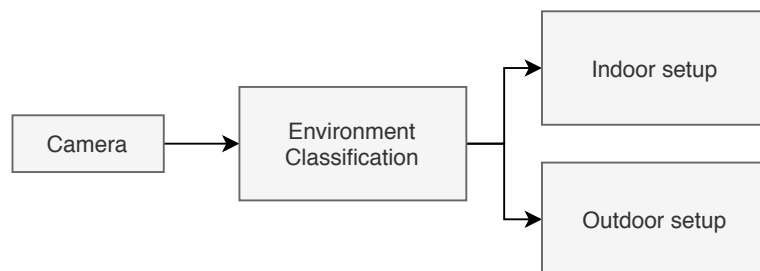 Camera
Environment
Classification
Indoor setup
Outdoor setup